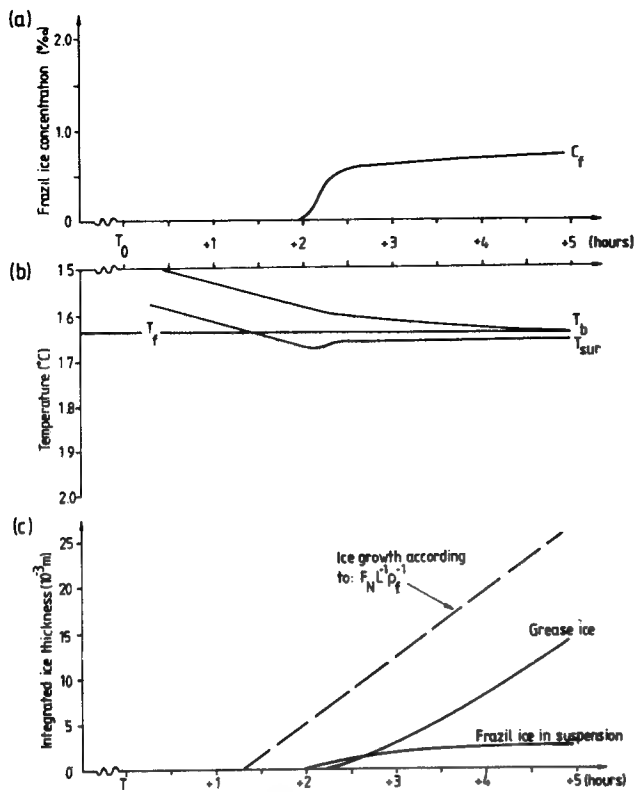 (a)
Frazil ice concentration (‰)
2.0
1.0
0
C_f
T_0 +1 +2 +3 +4 +5 (hours)
(b)
Temperature (°C)
1.5
1.6
1.7
1.8
1.9
2.0
T_f
T_b
T_sur
(c)
Integrated ice thickness (10^-3 m)
25
20
15
10
5
0
Ice growth according
to: F_N L^-1 ρ_f^-1
Grease ice
Frazil ice in suspension
T +1 +2 +3 +4 +5 (hours)